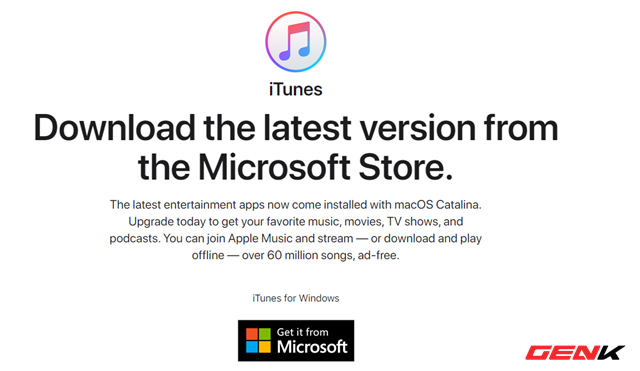 iTunes
Download the latest version from
the Microsoft Store.
The latest entertainment apps now come installed with macOS Catalina.
Upgrade today to get your favorite music, movies, TV shows, and
podcasts. You can join Apple Music and stream — or download and play
offline — over 60 million songs, ad-free.
iTunes for Windows
Get it from
Microsoft
GENK